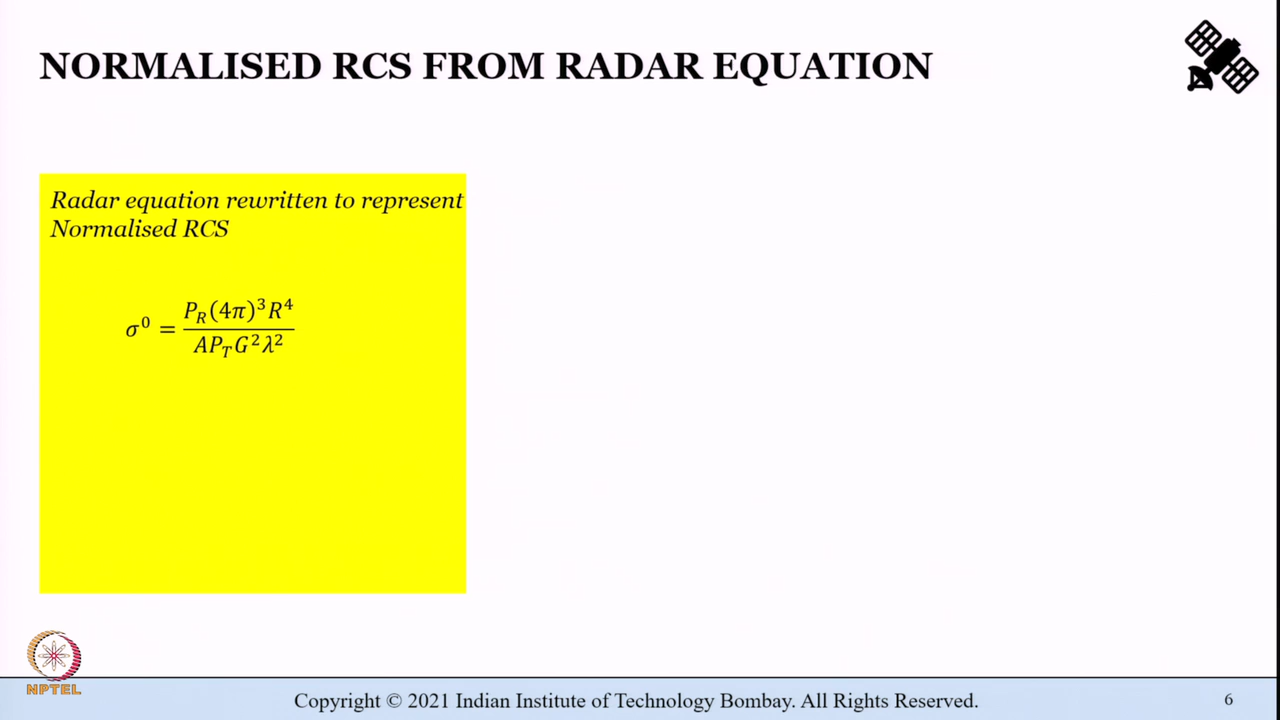 NORMALISED RCS FROM RADAR EQUATION
Radar equation rewritten to represent
Normalised RCS
σ⁰ = P_R(4π)³R⁴ / AP_TG²λ²
NPTEL
Copyright © 2021 Indian Institute of Technology Bombay. All Rights Reserved.
6